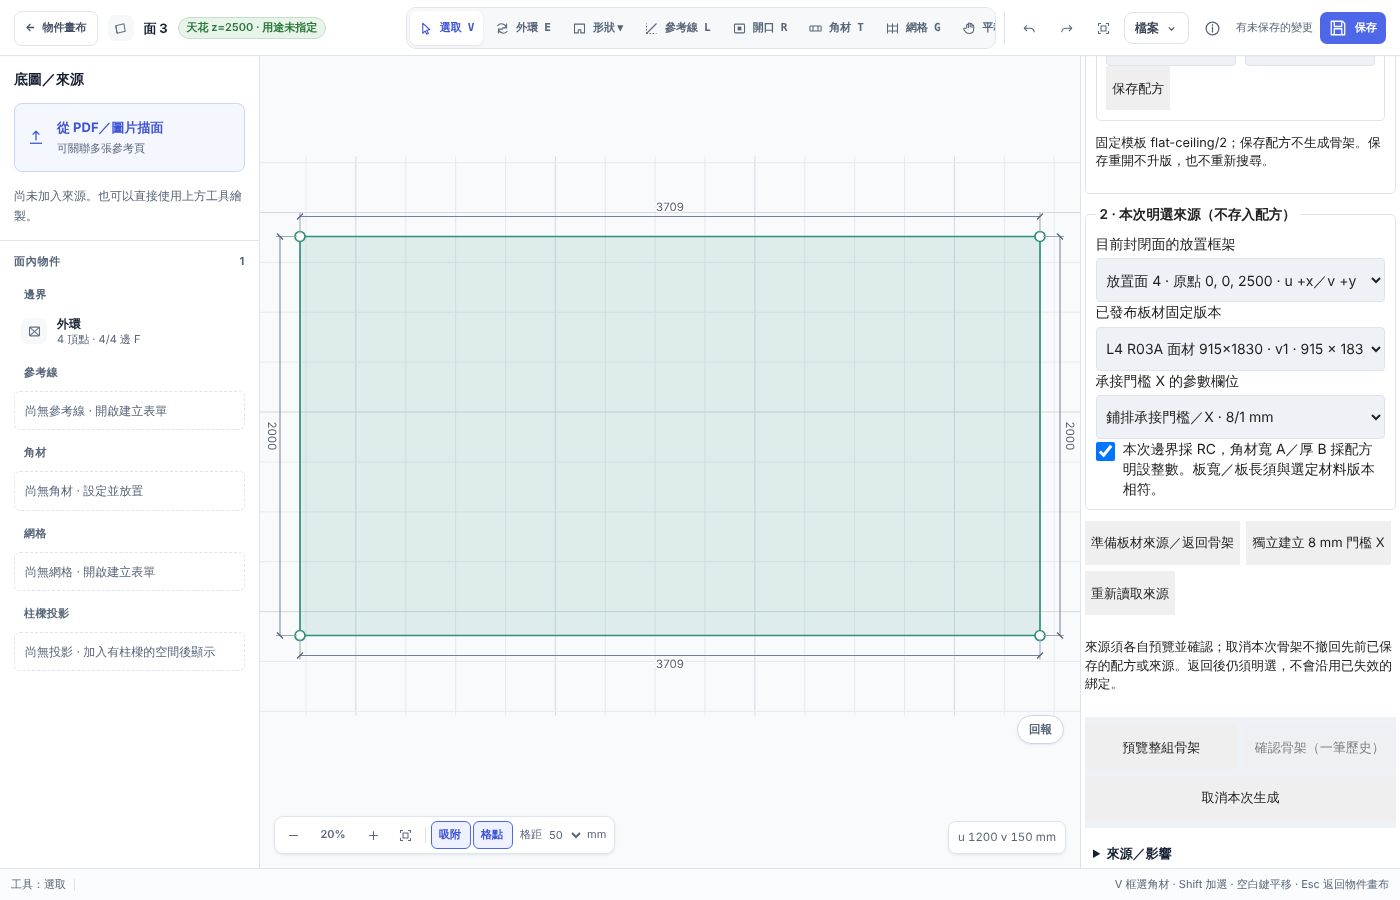 物件畫布
面 3
天花 z=2500 · 用途未指定
選取 V
外環 E
形狀▾
參考線 L
開口 R
角材 T
網格 G
檔案
有未保存的變更
保存
底圖／來源
從 PDF／圖片描面
可關聯多張參考頁
尚未加入來源。也可以直接使用上方工具繪
製。
面內物件 1
邊界
外環
4 頂點 · 4/4 邊 F
參考線
尚無參考線 · 開啟建立表單
角材
尚無角材 · 設定並放置
網格
尚無網格 · 開啟建立表單
柱樑投影
尚無投影 · 加入有柱樑的空間後顯示
3709
2000
2000
3709
回報
20%
吸附
格點
格距 50 mm
u 1200 v 150 mm
保存配方
固定模板 flat-ceiling/2；保存配方不生成骨架。保
存重開不升版，也不重新搜尋。
2 · 本次明選來源（不存入配方）
目前封閉面的放置框架
放置面 4 · 原點 0, 0, 2500 · u +x／v +y
已發布板材固定版本
L4 R03A 面材 915×1830 · v1 · 915 × 183
承接門檻 X 的參數欄位
鋪排承接門檻／X · 8/1 mm
本次邊界採 RC，角材寬 A／厚 B 採配方
明設整數。板寬／板長須與選定材料版本
相符。
準備板材來源／返回骨架
獨立建立 8 mm 門檻 X
重新讀取來源
來源須各自預覽並確認；取消本次骨架不撤回先前已保
存的配方或來源。返回後仍須明選，不會沿用已失效的
綁定。
預覽整組骨架
確認骨架（一筆歷史）
取消本次生成
來源／影響
工具：選取
V 框選角材 · Shift 加選 · 空白鍵平移 · Esc 返回物件畫布